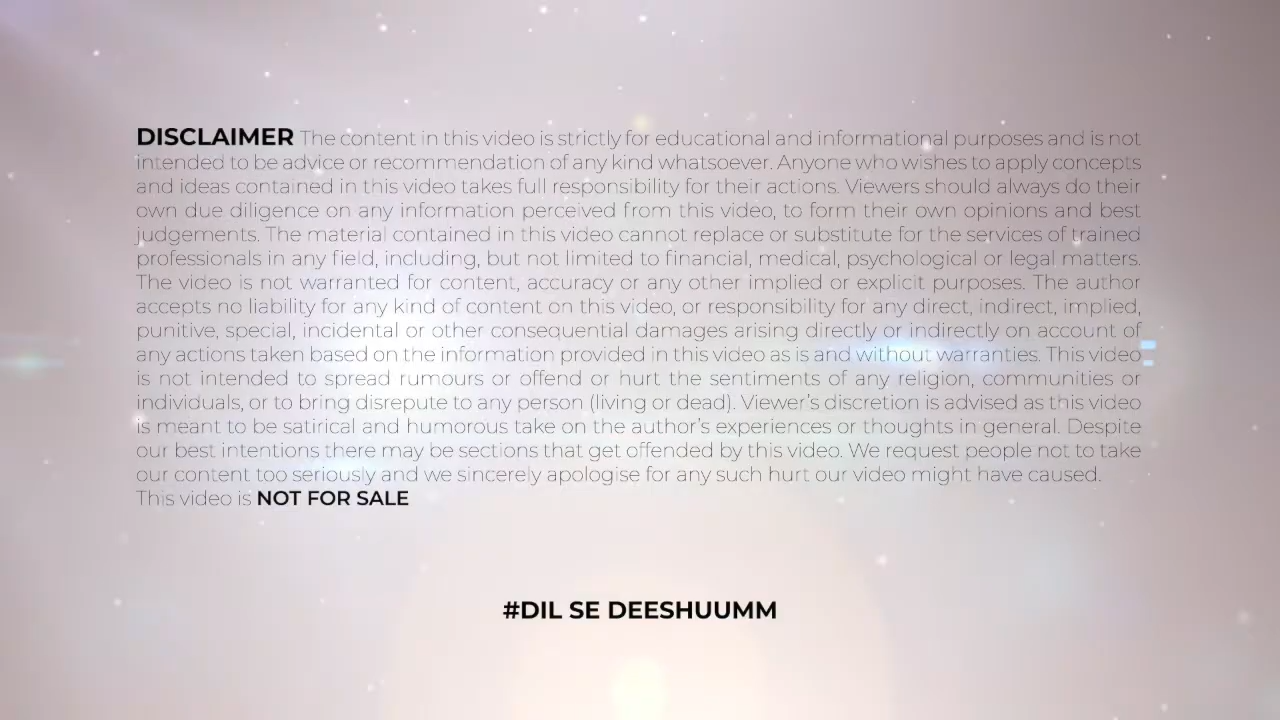 DISCLAIMER The content in this video is strictly for educational and informational purposes and is not
intended to be advice or recommendation of any kind whatsoever. Anyone who wishes to apply concepts
and ideas contained in this video takes full responsibility for their actions. Viewers should always do their
own due diligence on any information perceived from this video, to form their own opinions and best
judgements. The material contained in this video cannot replace or substitute for the services of trained
professionals in any field, including, but not limited to financial, medical, psychological or legal matters.
The video is not warranted for content, accuracy or any other implied or explicit purposes. The author
accepts no liability for any kind of content on this video, or responsibility for any direct, indirect, implied,
punitive, special, incidental or other consequential damages arising directly or indirectly on account of
any actions taken based on the information provided in this video as is and without warranties. This video
is not intended to spread rumours or offend or hurt the sentiments of any religion, communities or
individuals, or to bring disrepute to any person (living or dead). Viewer's discretion is advised as this video
is meant to be satirical and humorous take on the author's experiences or thoughts in general. Despite
our best intentions there may be sections that get offended by this video. We request people not to take
our content too seriously and we sincerely apologise for any such hurt our video might have caused.
This video is NOT FOR SALE
#DIL SE DEESHUUMM